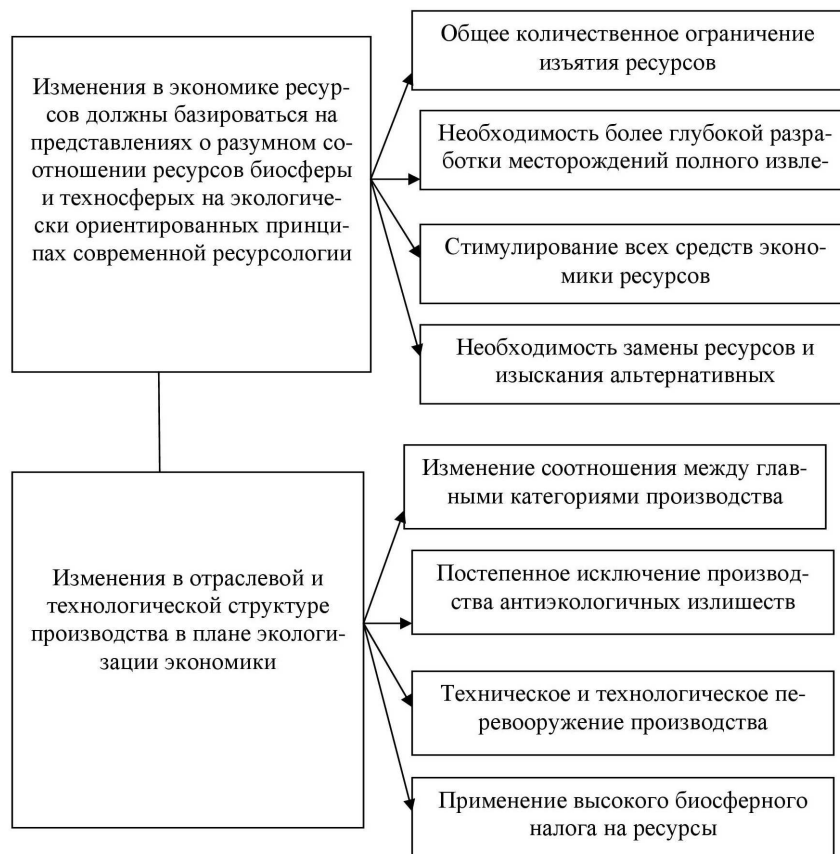 Изменения в экономике ресур-
сов должны базироваться на
представлениях о разумном со-
отношении ресурсов биосферы
и техносферых на экологиче-
ски ориентированных принци-
пах современной ресурсологии
Общее количественное ограничение
изъятия ресурсов
Необходимость более глубокой разра-
ботки месторождений полного извле-
Стимулирование всех средств эконо-
мики ресурсов
Необходимость замены ресурсов и
изыскания альтернативных
Изменения в отраслевой и
технологической структуре
производства в плане экологи-
зации экономики
Изменение соотношения между глав-
ными категориями производства
Постепенное исключение производ-
ства антиэкологичных излишеств
Техническое и технологическое пе-
ревооружение производства
Применение высокого биосферного
налога на ресурсы